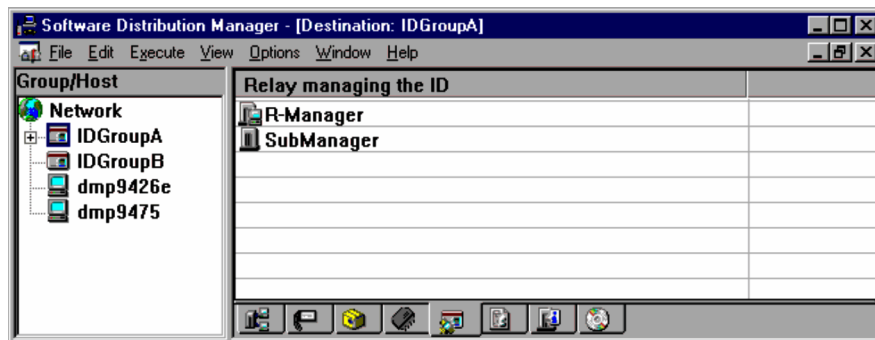 Software Distribution Manager - [Destination: IDGroupA]
File Edit Execute View Options Window Help
Group/Host
Relay managing the ID
Network
IDGroupA
IDGroupB
dmp9426e
dmp9475
R-Manager
SubManager